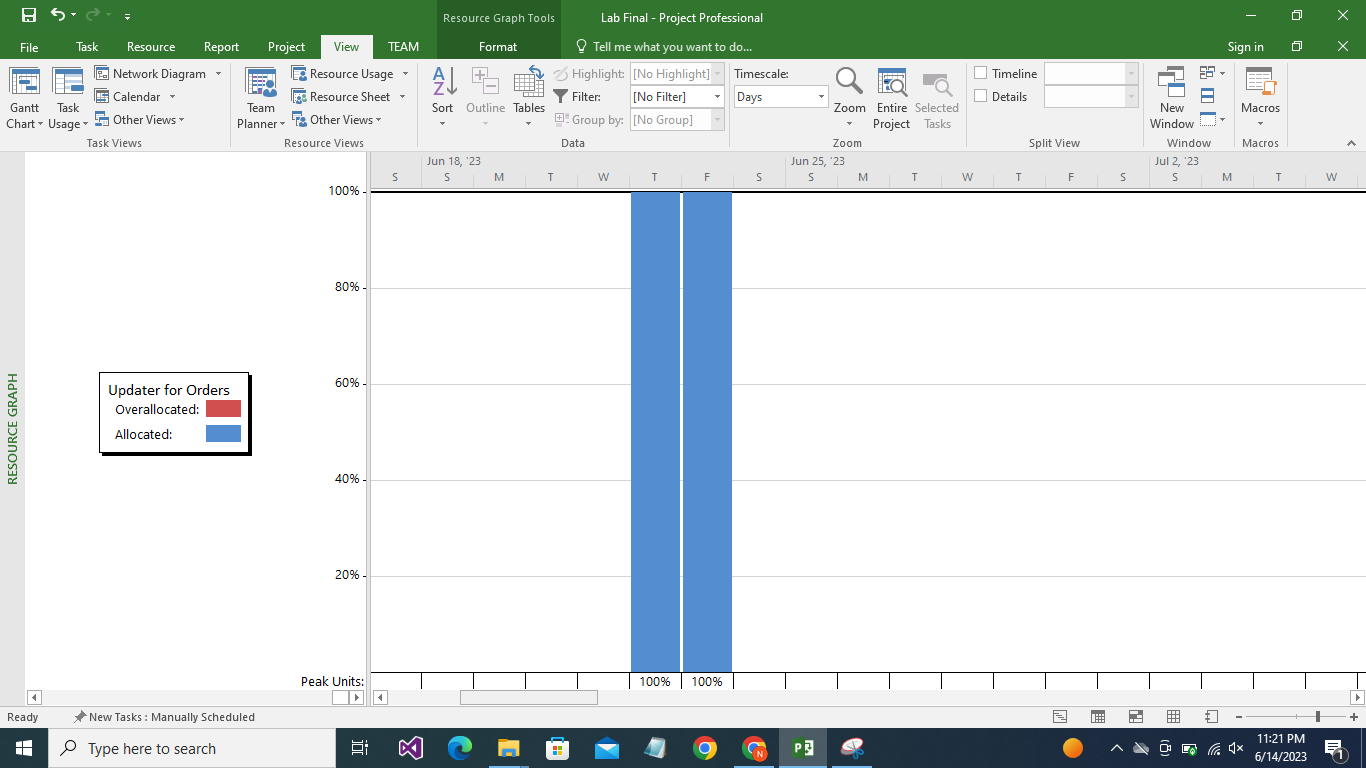 Resource Graph Tools
Lab Final - Project Professional
File Task Resource Report Project View TEAM Format Tell me what you want to do... Sign in
Gantt Chart
Task Usage
Network Diagram
Calendar
Other Views
Task Views
Team Planner
Resource Usage
Resource Sheet
Other Views
Resource Views
Sort
Outline
Tables
Highlight: [No Highlight]
Filter: [No Filter]
Group by: [No Group]
Data
Timescale:
Days
Zoom
Entire Project
Selected Tasks
Zoom
Timeline
Details
Split View
New Window
Window
Macros
Macros
Jun 18, '23 Jun 25, '23 Jul 2, '23
S S M T W T F S S M T W T F S S M T W
RESOURCE GRAPH
100%
80%
60%
40%
20%
Updater for Orders
Overallocated:
Allocated:
Peak Units: 100% 100%
Ready New Tasks : Manually Scheduled
Type here to search
N
P
11:21 PM
6/14/2023
1